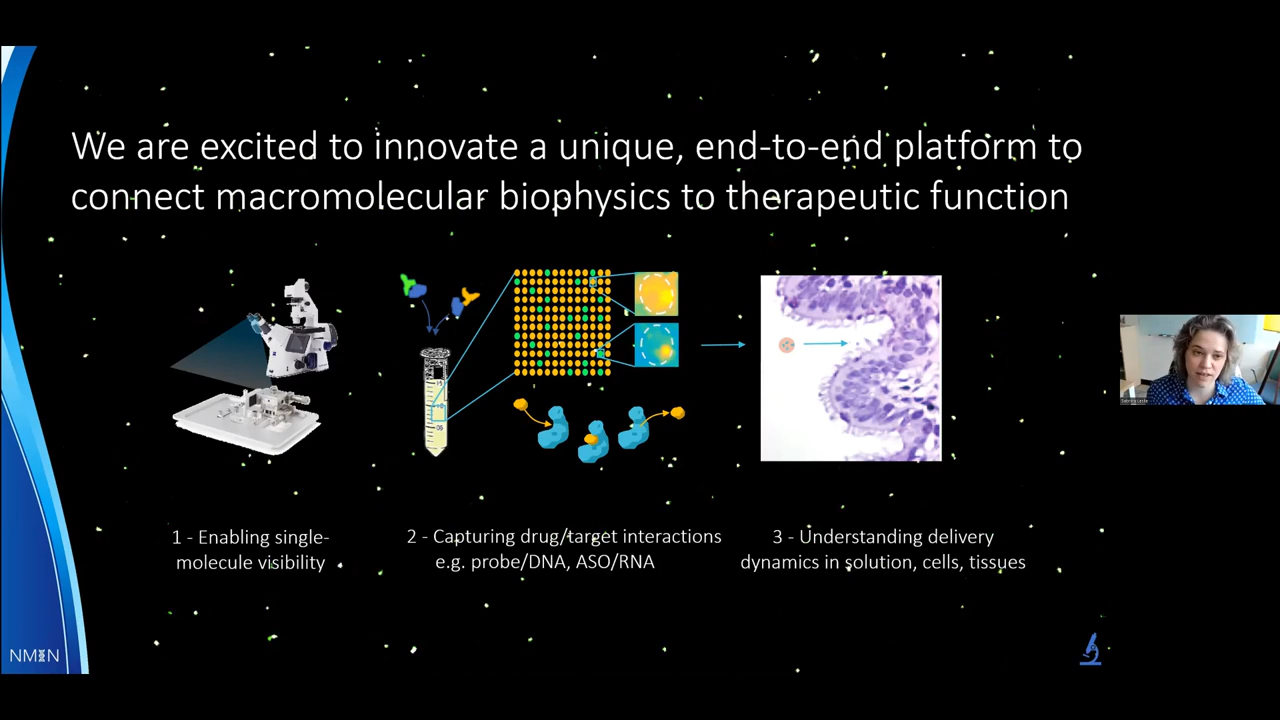 We are excited to innovate a unique, end-to-end platform to
connect macromolecular biophysics to therapeutic function
1 - Enabling single-
molecule visibility
2 - Capturing drug/target interactions
e.g. probe/DNA, ASO/RNA
3 - Understanding delivery
dynamics in solution, cells, tissues
NMIN